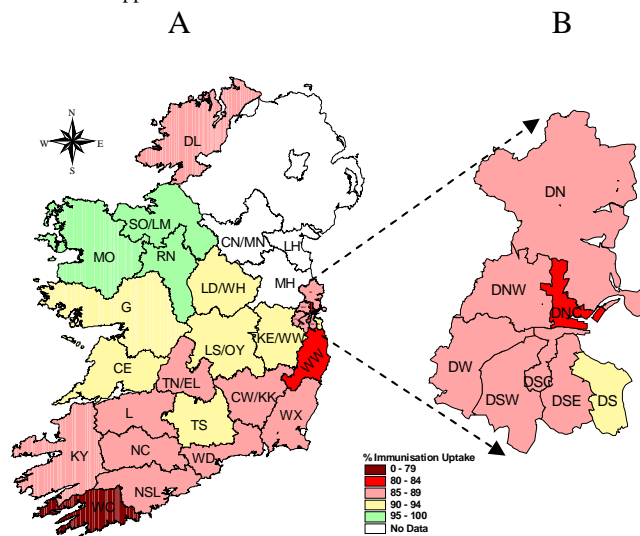 A
B
N
W E
S
DL
SO/LM
MO
RN
CN/MN
LH
MH
LD/WH
G
KE/WW
LS/OY
WW
CE
TN/EL
CW/KK
L
TS
WX
KY
NC
WD
NSL
WC
DN
DNW
DNC
DW
DSC
DSW
DSE
DS
% Immunisation Uptake
0 - 79
80 - 84
85 - 89
90 - 94
95 - 100
No Data